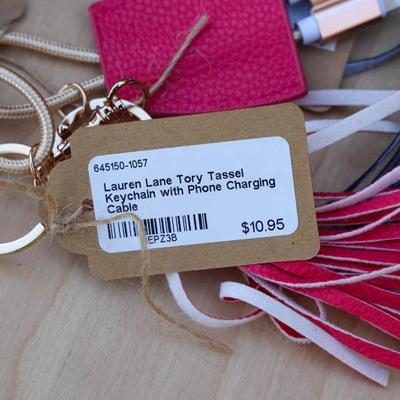 645150-1057
Lauren Lane Tory Tassel
Keychain with Phone Charging
Cable
EPZ3B
$10.95